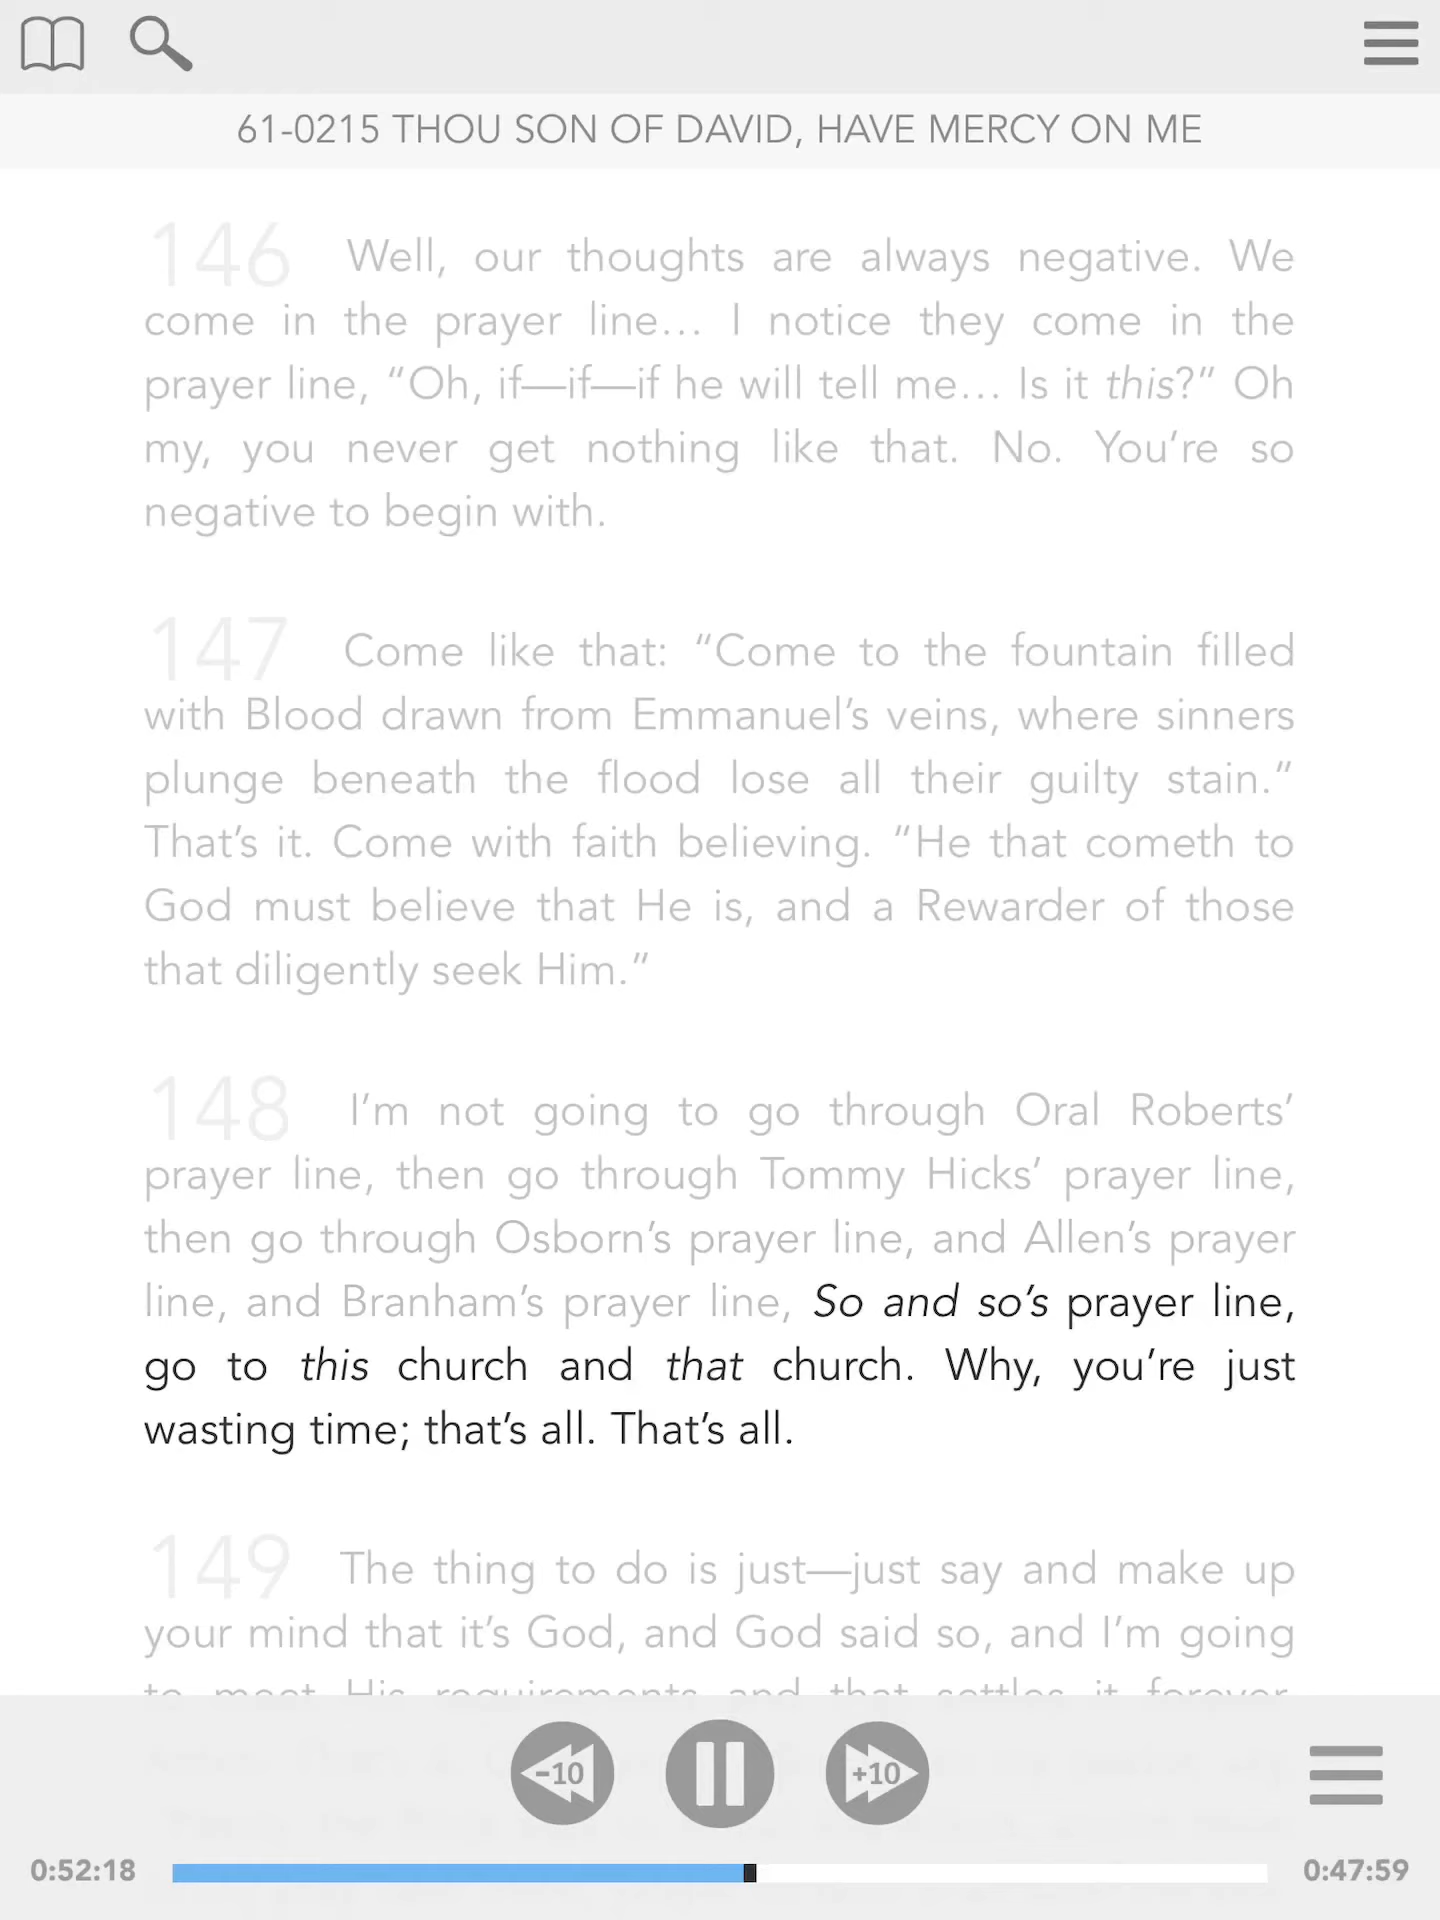 61-0215 THOU SON OF DAVID, HAVE MERCY ON ME
146 Well, our thoughts are always negative. We
come in the prayer line… I notice they come in the
prayer line, “Oh, if—if—if he will tell me… Is it this?” Oh
my, you never get nothing like that. No. You’re so
negative to begin with.
147 Come like that: “Come to the fountain filled
with Blood drawn from Emmanuel’s veins, where sinners
plunge beneath the flood lose all their guilty stain.”
That’s it. Come with faith believing. “He that cometh to
God must believe that He is, and a Rewarder of those
that diligently seek Him.”
148 I’m not going to go through Oral Roberts’
prayer line, then go through Tommy Hicks’ prayer line,
then go through Osborn’s prayer line, and Allen’s prayer
line, and Branham’s prayer line, So and so’s prayer line,
go to this church and that church. Why, you’re just
wasting time; that’s all. That’s all.
149 The thing to do is just—just say and make up
your mind that it’s God, and God said so, and I’m going
to meet His requirements and that settles it forever.
-10 +10
0:52:18 0:47:59